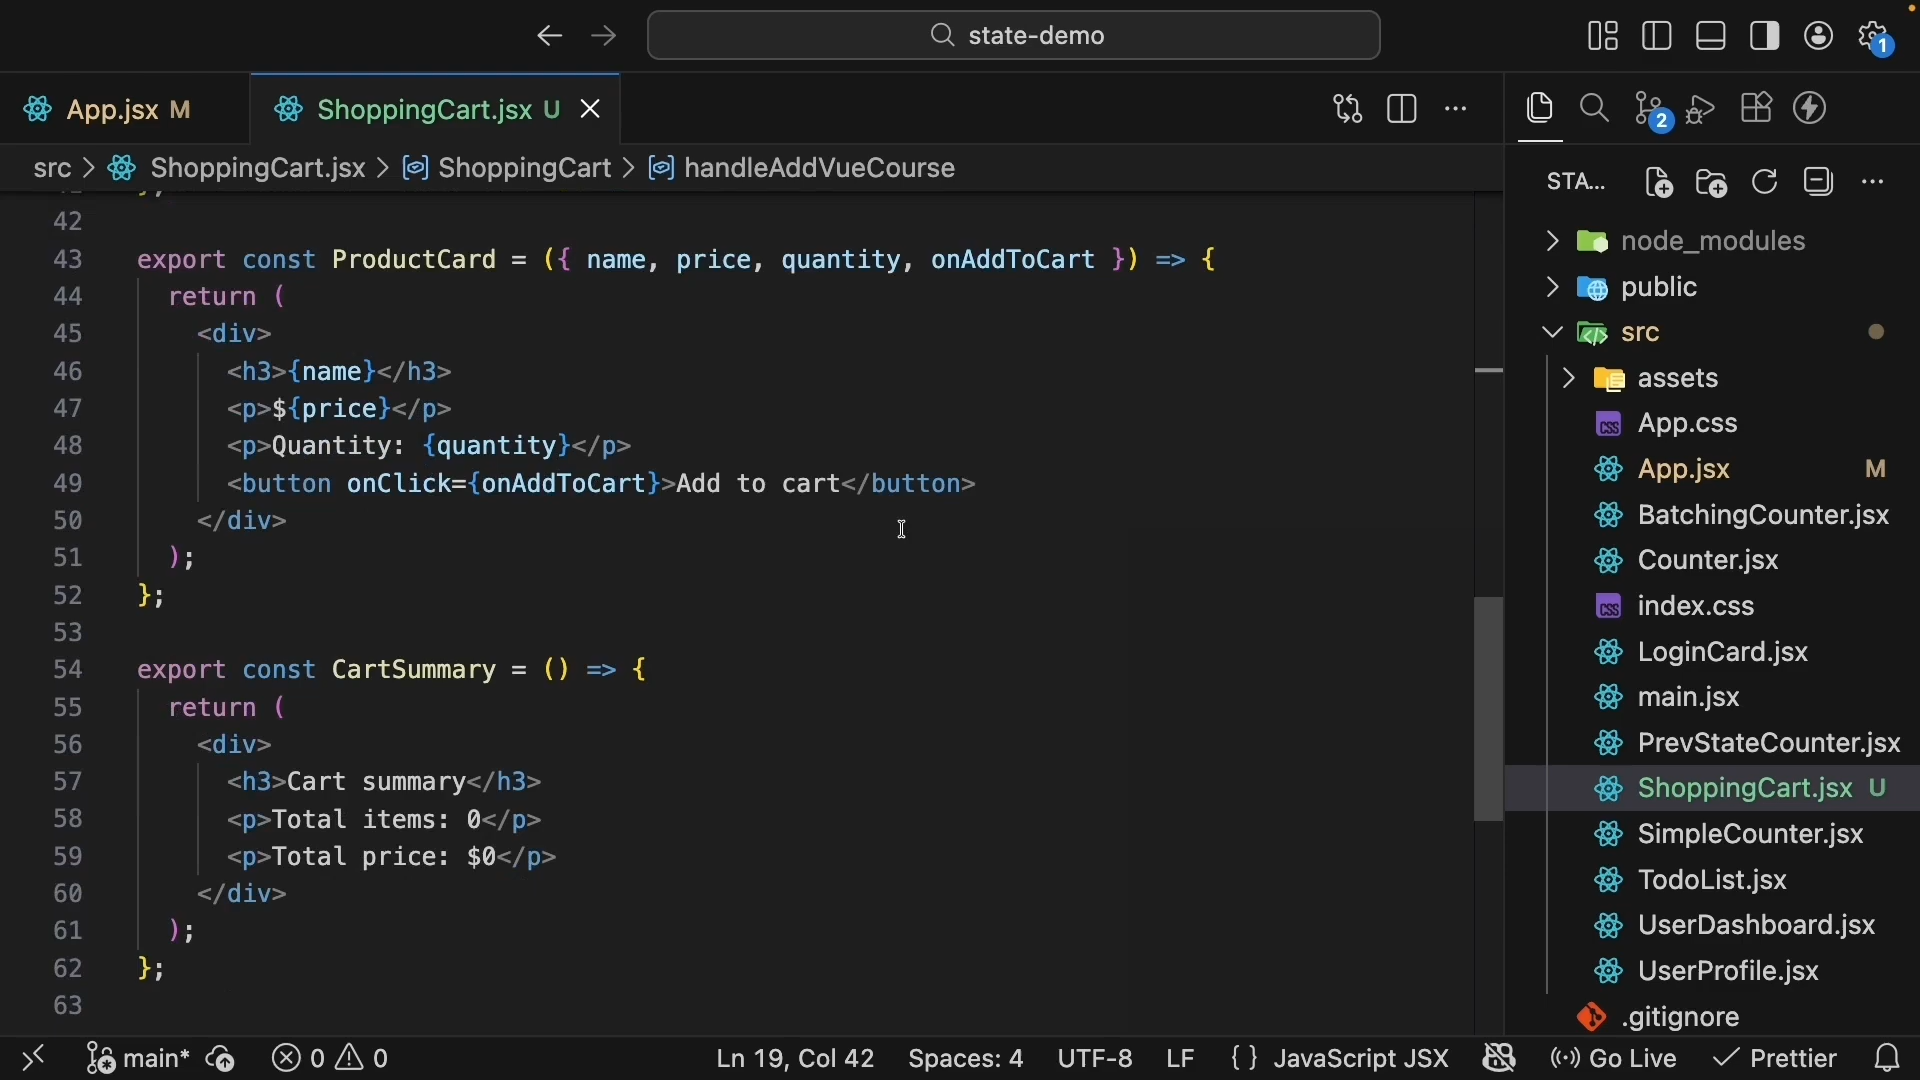 state-demo
1
App.jsx M
ShoppingCart.jsx U
2
src > ShoppingCart.jsx > ShoppingCart > handleAddVueCourse
STA...
42
43 export const ProductCard = ({ name, price, quantity, onAddToCart }) => {
44 return (
45 <div>
46 <h3>{name}</h3>
47 <p>${price}</p>
48 <p>Quantity: {quantity}</p>
49 <button onClick={onAddToCart}>Add to cart</button>
50 </div>
51 );
52 };
53
54 export const CartSummary = () => {
55 return (
56 <div>
57 <h3>Cart summary</h3>
58 <p>Total items: 0</p>
59 <p>Total price: $0</p>
60 </div>
61 );
62 };
63
node_modules
public
src
assets
App.css
App.jsx M
BatchingCounter.jsx
Counter.jsx
index.css
LoginCard.jsx
main.jsx
PrevStateCounter.jsx
ShoppingCart.jsx U
SimpleCounter.jsx
TodoList.jsx
UserDashboard.jsx
UserProfile.jsx
.gitignore
main* 0 0 Ln 19, Col 42 Spaces: 4 UTF-8 LF {} JavaScript JSX Go Live Prettier